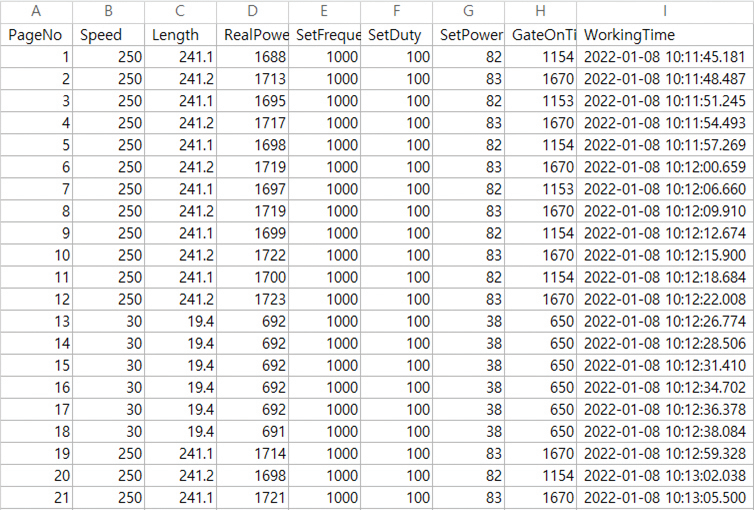 A B C D E F G H I
PageNo Speed Length RealPowe SetFreque SetDuty SetPower GateOnTi WorkingTime
1 250 241.1 1688 1000 100 82 1154 2022-01-08 10:11:45.181
2 250 241.2 1713 1000 100 83 1670 2022-01-08 10:11:48.487
3 250 241.1 1695 1000 100 82 1153 2022-01-08 10:11:51.245
4 250 241.2 1717 1000 100 83 1670 2022-01-08 10:11:54.493
5 250 241.1 1698 1000 100 82 1154 2022-01-08 10:11:57.269
6 250 241.2 1719 1000 100 83 1670 2022-01-08 10:12:00.659
7 250 241.1 1697 1000 100 82 1153 2022-01-08 10:12:06.660
8 250 241.2 1719 1000 100 83 1670 2022-01-08 10:12:09.910
9 250 241.1 1699 1000 100 82 1154 2022-01-08 10:12:12.674
10 250 241.2 1722 1000 100 83 1670 2022-01-08 10:12:15.900
11 250 241.1 1700 1000 100 82 1154 2022-01-08 10:12:18.684
12 250 241.2 1723 1000 100 83 1670 2022-01-08 10:12:22.008
13 30 19.4 692 1000 100 38 650 2022-01-08 10:12:26.774
14 30 19.4 692 1000 100 38 650 2022-01-08 10:12:28.506
15 30 19.4 692 1000 100 38 650 2022-01-08 10:12:31.410
16 30 19.4 692 1000 100 38 650 2022-01-08 10:12:34.702
17 30 19.4 692 1000 100 38 650 2022-01-08 10:12:36.378
18 30 19.4 691 1000 100 38 650 2022-01-08 10:12:38.084
19 250 241.1 1714 1000 100 83 1670 2022-01-08 10:12:59.328
20 250 241.2 1698 1000 100 82 1154 2022-01-08 10:13:02.038
21 250 241.1 1721 1000 100 83 1670 2022-01-08 10:13:05.500